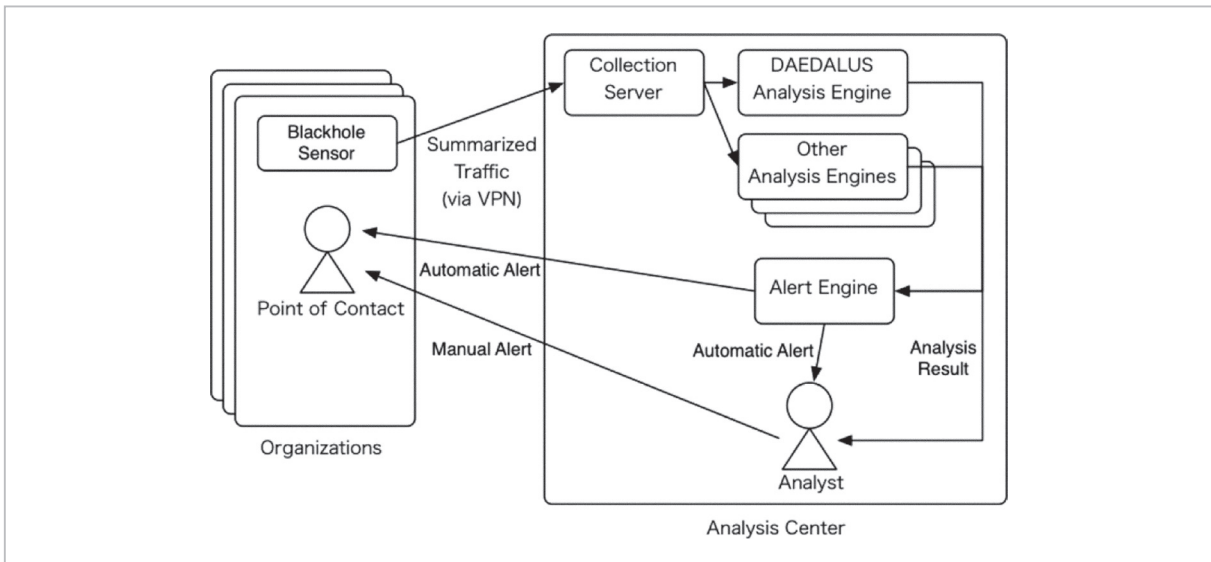 Collection
Server
DAEDALUS
Analysis Engine
Blackhole
Sensor
Summarized
Traffic
(via VPN)
Other
Analysis Engines
Automatic Alert
Alert Engine
Point of Contact
Manual Alert
Automatic Alert
Analysis
Result
Organizations
Analyst
Analysis Center